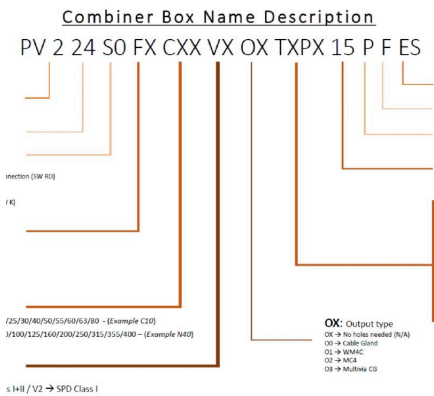 Combiner Box Name Description
PV 2 24 S0 FX CXX VX OX TXPX 15 P F ES
nnection (SW RD)
/ K)
/25/30/40/50/55/60/63/80 - (Example C10)
)/100/125/160/200/250/315/355/400 – (Example N40)
s I+II / V2 → SPD Class I
OX: Output type
OX → No holes needed (N/A)
O0 → Cable Gland
O1 → WM4C
O2 → MC4
O3 → Multivia CG